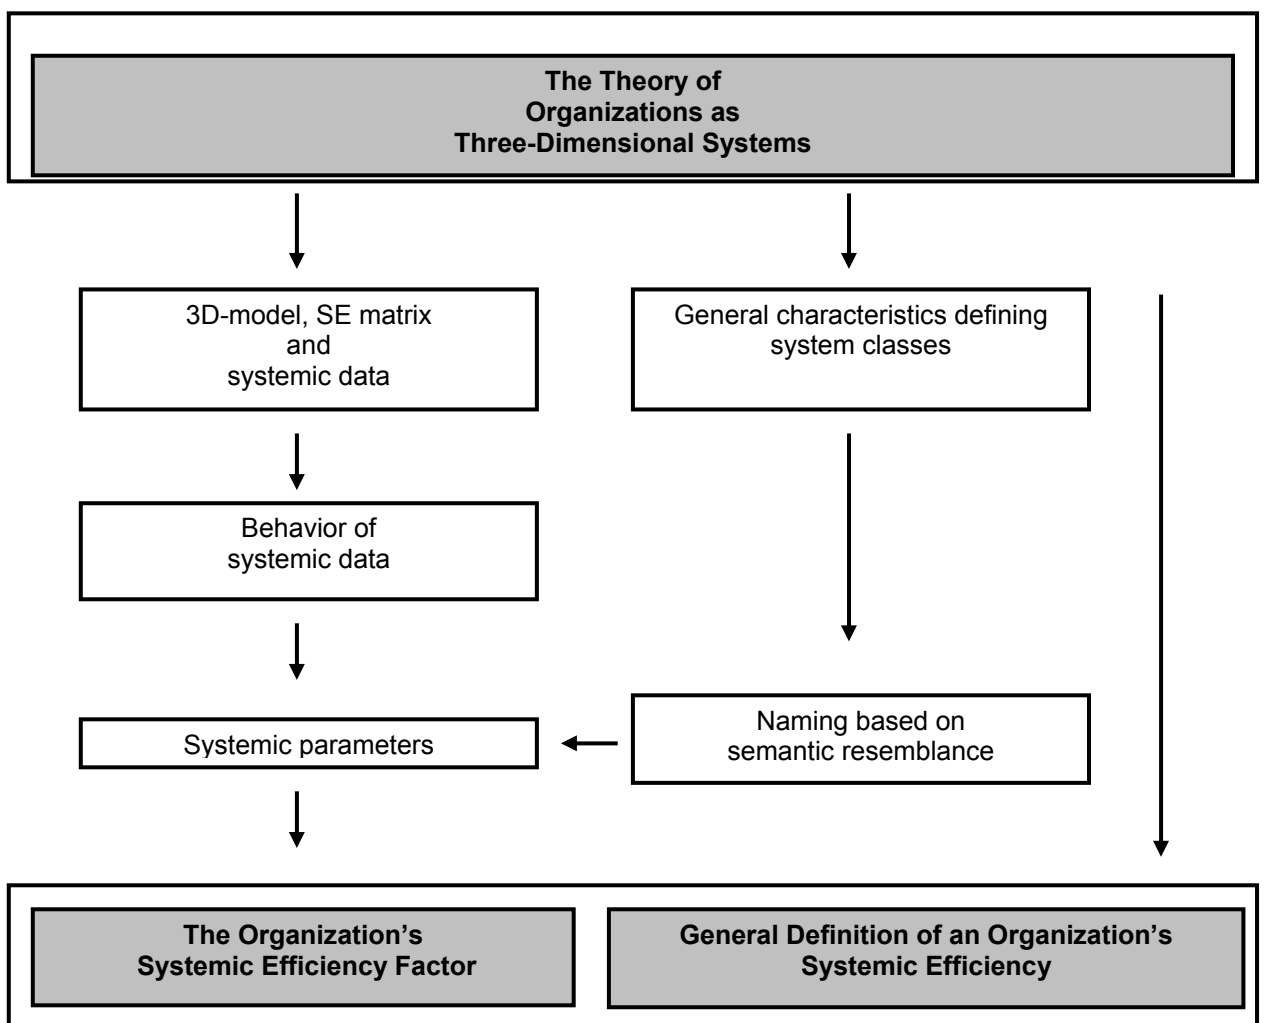 The Theory of
Organizations as
Three-Dimensional Systems
3D-model, SE matrix
and
systemic data
General characteristics defining
system classes
Behavior of
systemic data
Systemic parameters
Naming based on
semantic resemblance
The Organization’s
Systemic Efficiency Factor
General Definition of an Organization’s
Systemic Efficiency